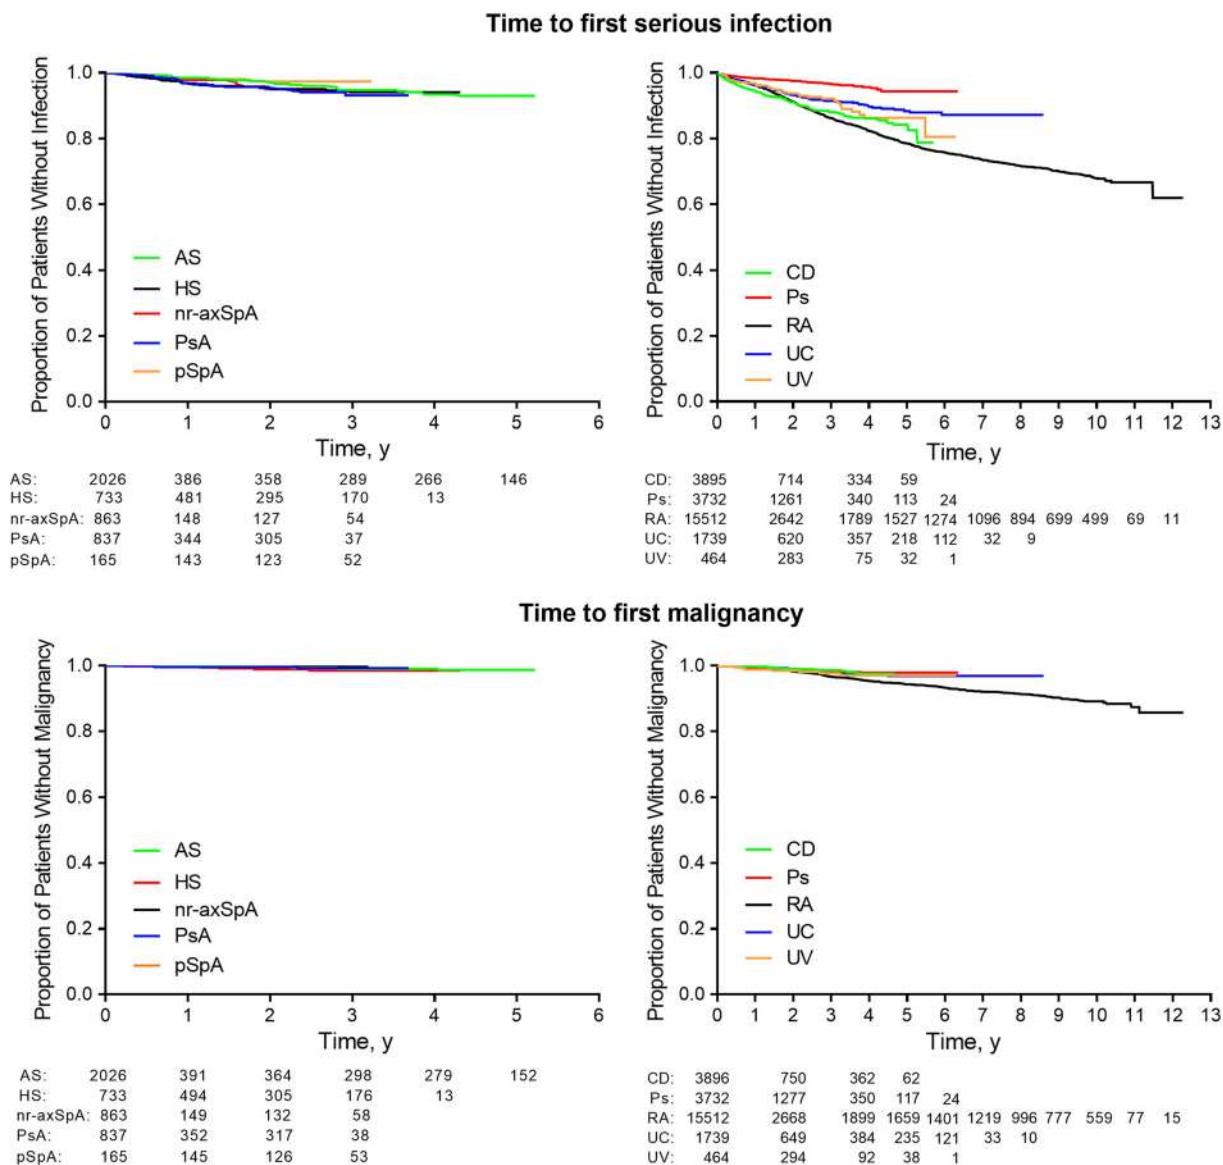 Time to first serious infection
Proportion of Patients Without Infection
1.0
0.8
0.6
0.4
0.2
0.0
AS
HS
nr-axSpA
PsA
pSpA
0 1 2 3 4 5 6
Time, y
AS: 2026 386 358 289 266 146
HS: 733 481 295 170 13
nr-axSpA: 863 148 127 54
PsA: 837 344 305 37
pSpA: 165 143 123 52
Proportion of Patients Without Infection
1.0
0.8
0.6
0.4
0.2
0.0
CD
Ps
RA
UC
UV
0 1 2 3 4 5 6 7 8 9 10 11 12 13
Time, y
CD: 3895 714 334 59
Ps: 3732 1261 340 113 24
RA: 15512 2642 1789 1527 1274 1096 894 699 499 69 11
UC: 1739 620 357 218 112 32 9
UV: 464 283 75 32 1
Time to first malignancy
Proportion of Patients Without Malignancy
1.0
0.8
0.6
0.4
0.2
0.0
AS
HS
nr-axSpA
PsA
pSpA
0 1 2 3 4 5 6
Time, y
AS: 2026 391 364 298 279 152
HS: 733 494 305 176 13
nr-axSpA: 863 149 132 58
PsA: 837 352 317 38
pSpA: 165 145 126 53
Proportion of Patients Without Malignancy
1.0
0.8
0.6
0.4
0.2
0.0
CD
Ps
RA
UC
UV
0 1 2 3 4 5 6 7 8 9 10 11 12 13
Time, y
CD: 3896 750 362 62
Ps: 3732 1277 350 117 24
RA: 15512 2668 1899 1659 1401 1219 996 777 559 77 15
UC: 1739 649 384 235 121 33 10
UV: 464 294 92 38 1